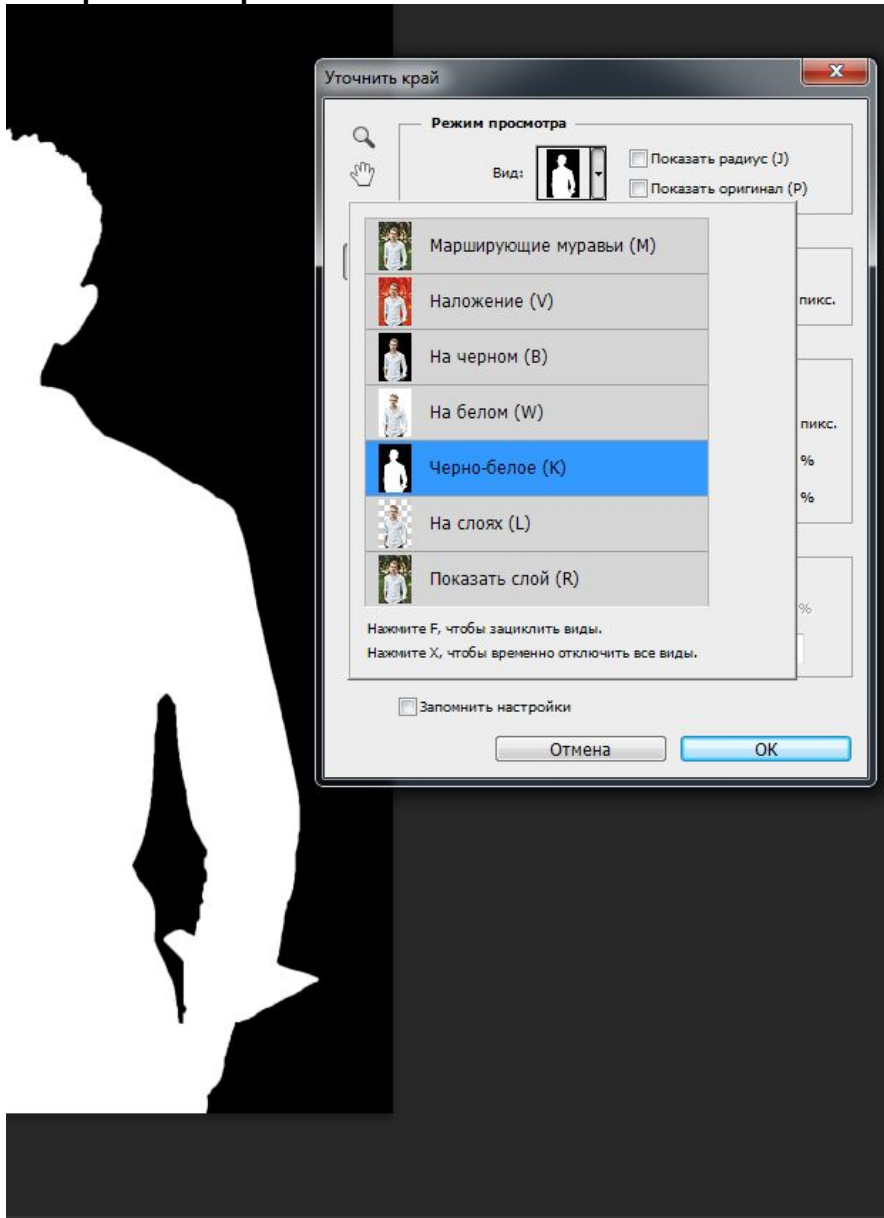 Уточнить край
Режим просмотра
Вид:
Показать радиус (J)
Показать оригинал (P)
Марширующие муравьи (M)
Наложение (V)
пикс.
На черном (B)
На белом (W)
пикс.
Черно-белое (K)
%
%
На слоях (L)
Показать слой (R)
%
Нажмите F, чтобы зациклить виды.
Нажмите X, чтобы временно отключить все виды.
Запомнить настройки
Отмена
ОК